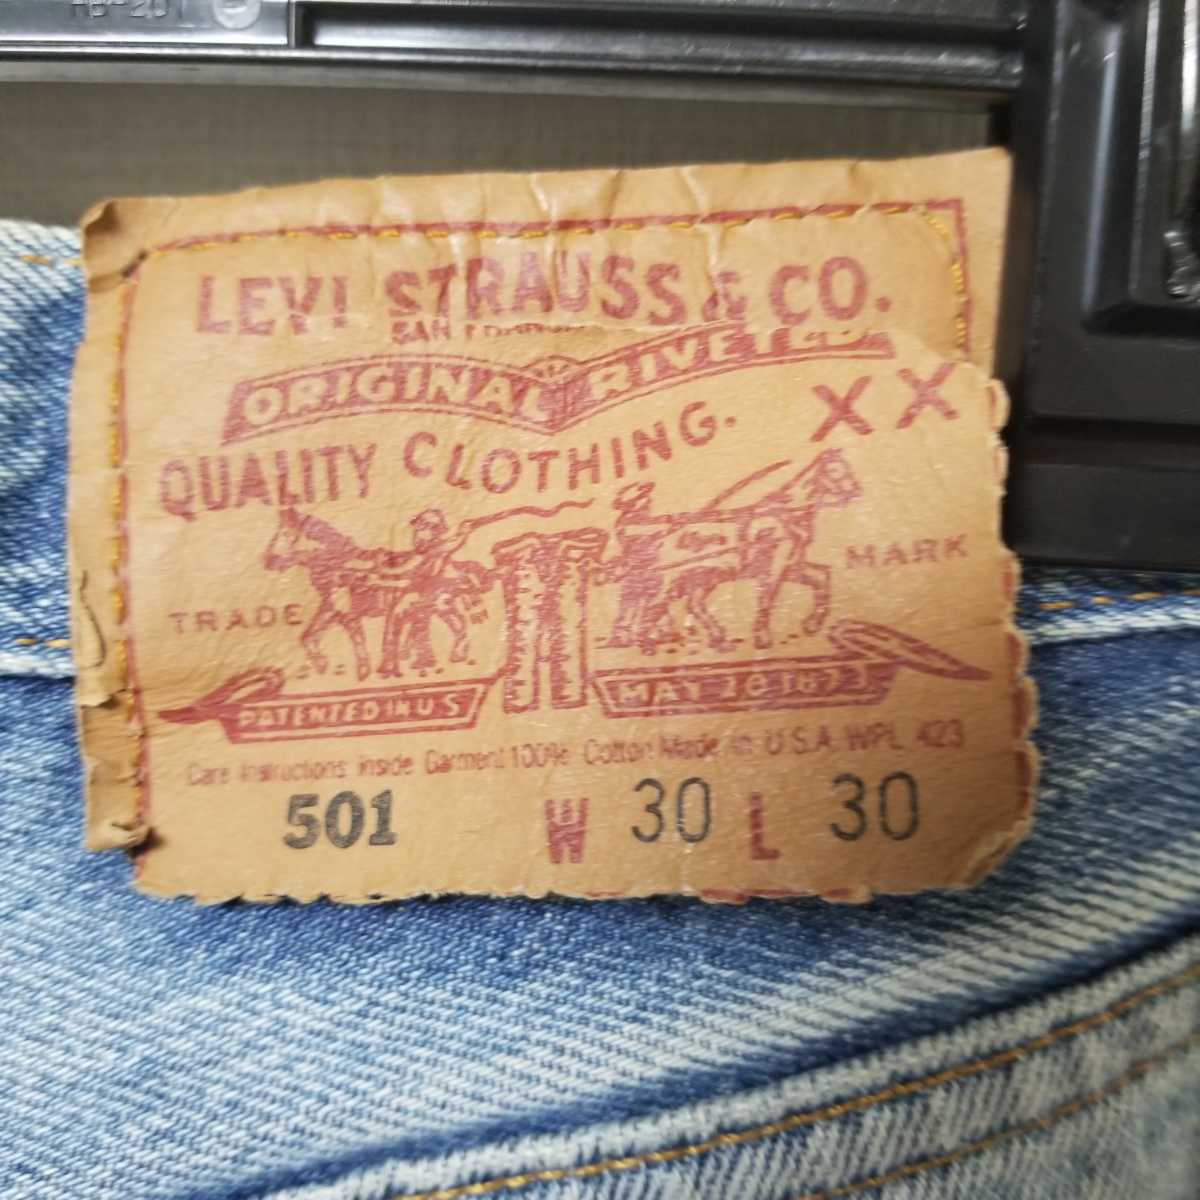 LEVI STRAUSS & CO.
SAN
ORIGINAL RIVETED
QUALITY CLOTHING. XX
TRADE MARK
PATENTED IN U S MAY 20 1873
Care Instructions Inside Garment 100% Cotton Made in U.S.A. WPL 423
501 W 30 L 30